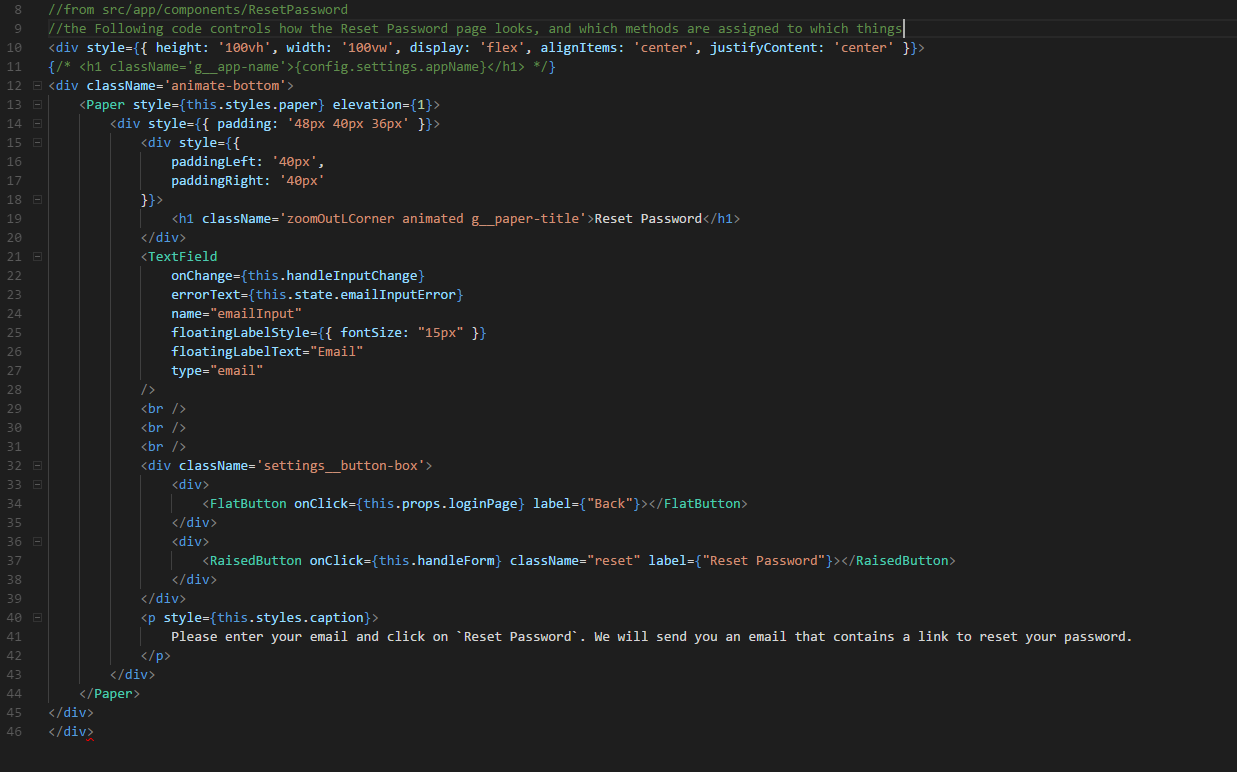 8 //from src/app/components/ResetPassword
9 //the Following code controls how the Reset Password page looks, and which methods are assigned to which things
10 <div style={{ height: '100vh', width: '100vw', display: 'flex', alignItems: 'center', justifyContent: 'center' }}>
11 {/* <h1 className='g__app-name'>{config.settings.appName}</h1> */}
12 <div className='animate-bottom'>
13     <Paper style={this.styles.paper} elevation={1}>
14         <div style={{ padding: '48px 40px 36px' }}>
15             <div style={{
16                 paddingLeft: '40px',
17                 paddingRight: '40px'
18             }}>
19                 <h1 className='zoomOutLCorner animated g__paper-title'>Reset Password</h1>
20             </div>
21             <TextField
22                 onChange={this.handleInputChange}
23                 errorText={this.state.emailInputError}
24                 name="emailInput"
25                 floatingLabelStyle={{ fontSize: "15px" }}
26                 floatingLabelText="Email"
27                 type="email"
28             />
29             <br />
30             <br />
31             <br />
32             <div className='settings__button-box'>
33                 <div>
34                     <FlatButton onClick={this.props.loginPage} label={"Back"}></FlatButton>
35                 </div>
36                 <div>
37                     <RaisedButton onClick={this.handleForm} className="reset" label={"Reset Password"}></RaisedButton>
38                 </div>
39             </div>
40             <p style={this.styles.caption}>
41                 Please enter your email and click on `Reset Password`. We will send you an email that contains a link to reset your password.
42             </p>
43         </div>
44     </Paper>
45 </div>
46 </div>